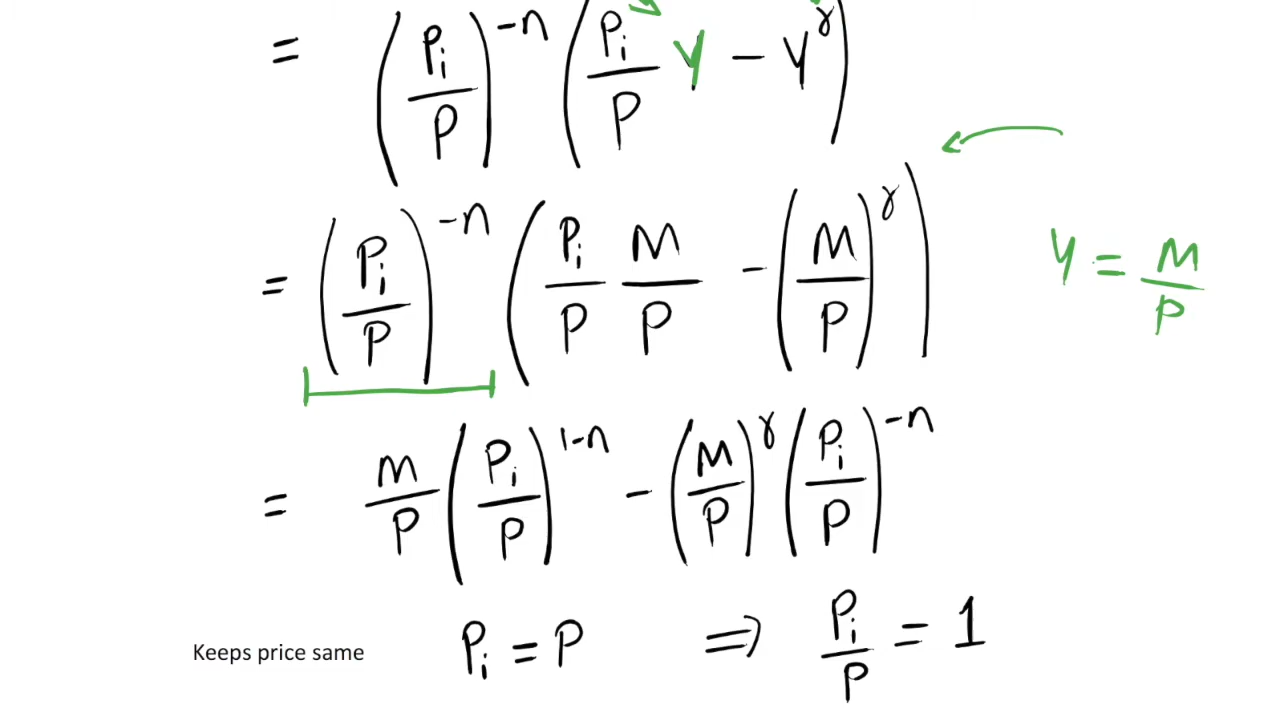 = (Pi/P)^-n (Pi/P Y - Y^γ)
= (Pi/P)^-n (Pi/P M/P - (M/P)^γ)
Y = M/P
= M/P (Pi/P)^1-n - (M/P)^γ (Pi/P)^-n
Keeps price same Pi = P ⇒ Pi/P = 1